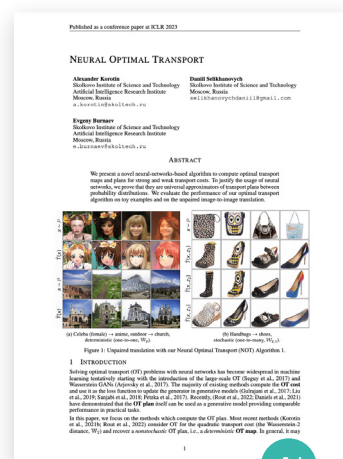 Published as a conference paper at ICLR 2023
NEURAL OPTIMAL TRANSPORT
Alexander Korotin
Skolkovo Institute of Science and Technology
Artificial Intelligence Research Institute
Moscow, Russia
a.korotin@skoltech.ru
Daniil Selikhanovych
Skolkovo Institute of Science and Technology
Moscow, Russia
selikhanovychdaniil@gmail.com
Evgeny Burnaev
Skolkovo Institute of Science and Technology
Artificial Intelligence Research Institute
Moscow, Russia
e.burnaev@skoltech.ru
ABSTRACT
We present a novel neural-networks-based algorithm to compute optimal transport
maps and plans for strong and weak transport costs. To justify the usage of neural
networks, we prove that they are universal approximators of transport plans between
probability distributions. We evaluate the performance of our optimal transport
algorithm on toy examples and on the unpaired image-to-image translation.
(a) Celeba (female) → anime, outdoor → church,
deterministic (one-to-one, W₂).
(b) Handbags → shoes,
stochastic (one-to-many, W₂,₁).
Figure 1: Unpaired translation with our Neural Optimal Transport (NOT) Algorithm 1.
1 INTRODUCTION
Solving optimal transport (OT) problems with neural networks has become widespread in machine
learning tentatively starting with the introduction of the large-scale OT (Seguy et al., 2017) and
Wasserstein GANs (Arjovsky et al., 2017). The majority of existing methods compute the OT cost
and use it as the loss function to update the generator in generative models (Gulrajani et al., 2017; Liu
et al., 2019; Sanjabi et al., 2018; Petzka et al., 2017). Recently, (Rout et al., 2022; Daniels et al., 2021)
have demonstrated that the OT plan itself can be used as a generative model providing comparable
performance in practical tasks.
In this paper, we focus on the methods which compute the OT plan. Most recent methods (Korotin
et al., 2021b; Rout et al., 2022) consider OT for the quadratic transport cost (the Wasserstein-2
distance, W₂) and recover a nonstochastic OT plan, i.e., a deterministic OT map. In general, it may
1